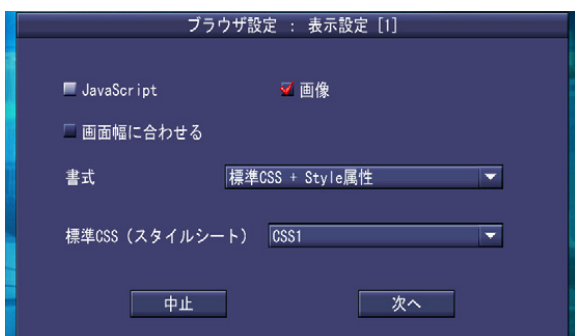 ブラウザ設定 : 表示設定 [1]
JavaScript 画像
画面幅に合わせる
書式 標準CSS + Style属性
標準CSS (スタイルシート) CSS1
中止 次へ